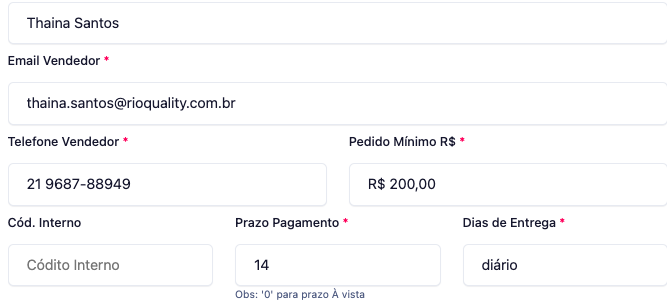 Thaina Santos
Email Vendedor *
thaina.santos@rioquality.com.br
Telefone Vendedor * Pedido Mínimo R$ *
21 9687-88949 R$ 200,00
Cód. Interno Prazo Pagamento * Dias de Entrega *
Códito Interno 14 diário
Obs: '0' para prazo À vista